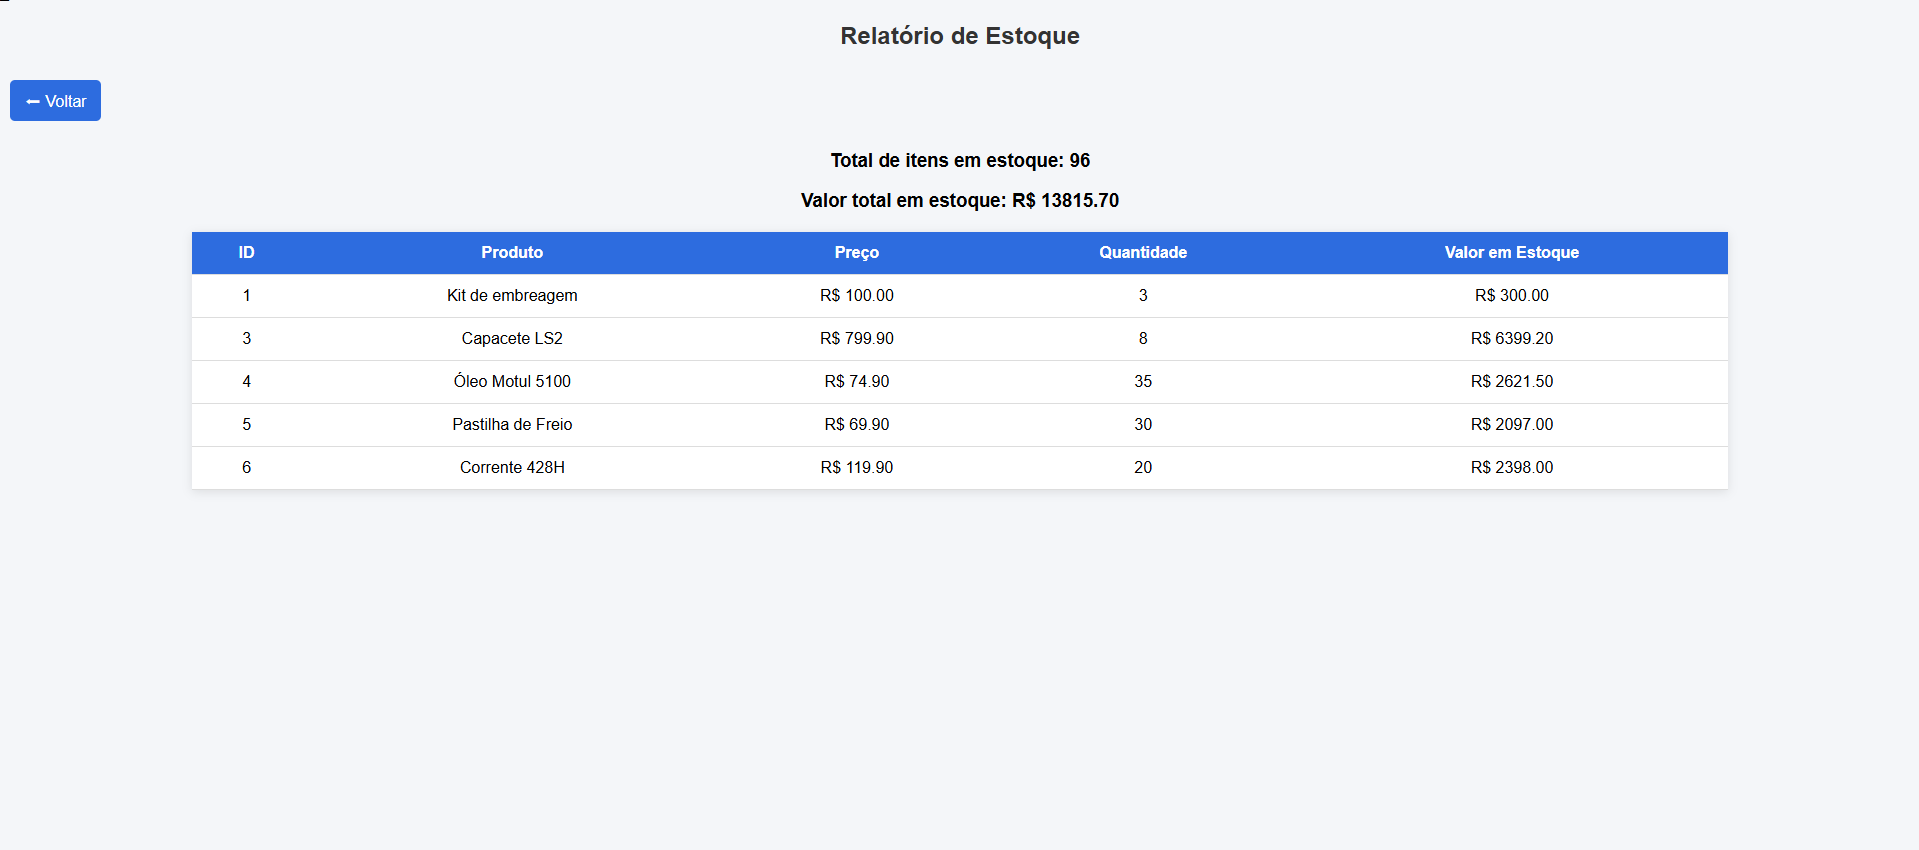 Relatório de Estoque
← Voltar
Total de itens em estoque: 96
Valor total em estoque: R$ 13815.70
ID Produto Preço Quantidade Valor em Estoque
1 Kit de embreagem R$ 100.00 3 R$ 300.00
3 Capacete LS2 R$ 799.90 8 R$ 6399.20
4 Óleo Motul 5100 R$ 74.90 35 R$ 2621.50
5 Pastilha de Freio R$ 69.90 30 R$ 2097.00
6 Corrente 428H R$ 119.90 20 R$ 2398.00